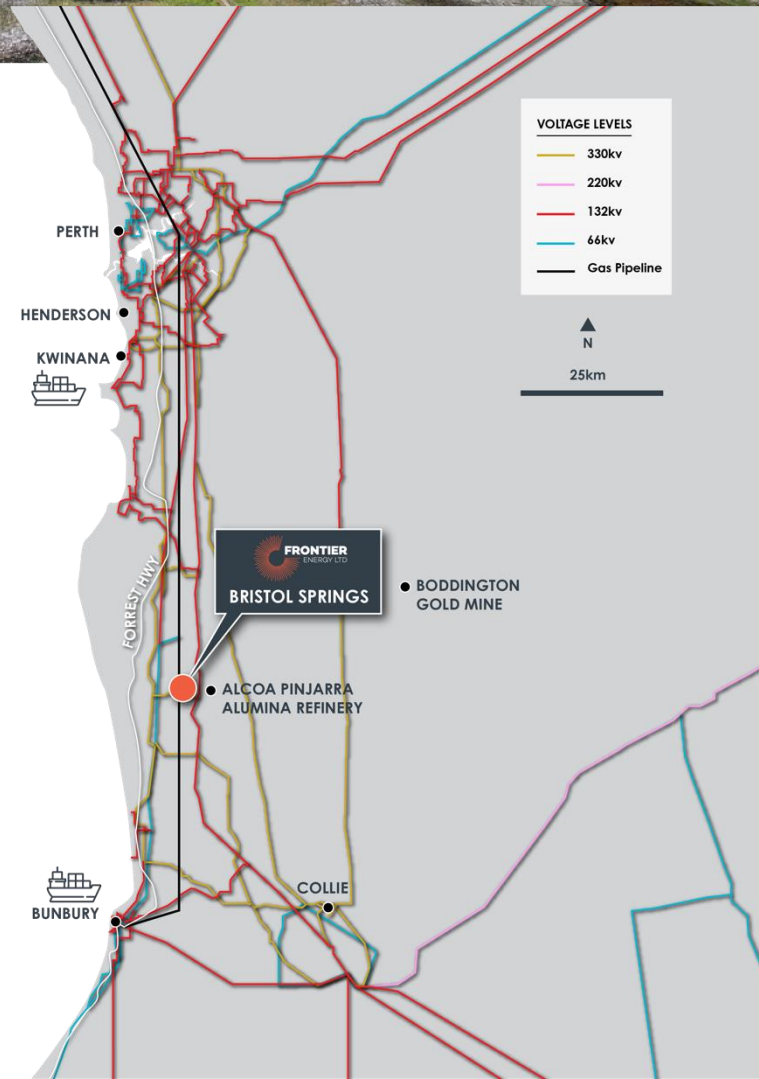 VOLTAGE LEVELS
330kv
220kv
132kv
66kv
Gas Pipeline
N
25km
PERTH
HENDERSON
KWINANA
FORREST HWY
FRONTIER
ENERGY LTD
BRISTOL SPRINGS
BODDINGTON
GOLD MINE
ALCOA PINJARRA
ALUMINA REFINERY
COLLIE
BUNBURY